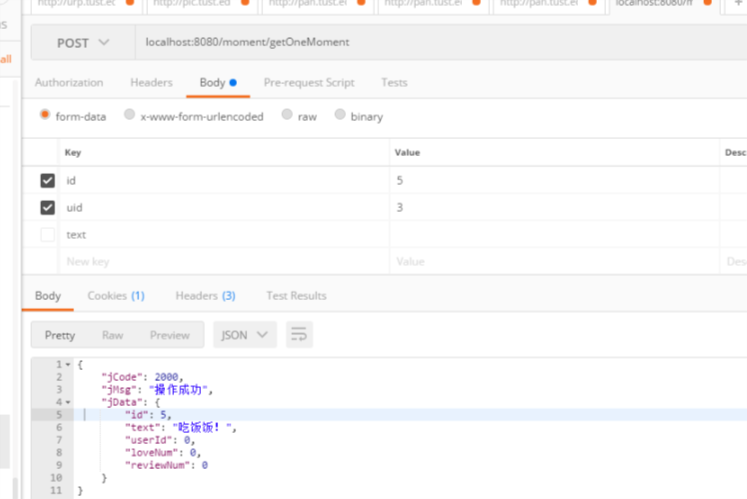 http://urp.tust.ec
http://pic.tust.ed
http://pan.tust.ei
http://pan.tust.ei
http://pan.tust.ei
localhost:8080/
POST
localhost:8080/moment/getOneMoment
all
Authorization Headers Body Pre-request Script Tests
form-data x-www-form-urlencoded raw binary
Key Value Desc
id 5
uid 3
text
New key Value Des
Body Cookies (1) Headers (3) Test Results
Pretty Raw Preview JSON
1 {
2 "jCode": 2000,
3 "jMsg": "操作成功",
4 "jData": {
5 "id": 5,
6 "text": "吃饭饭！",
7 "userId": 0,
8 "loveNum": 0,
9 "reviewNum": 0
10 }
11 }